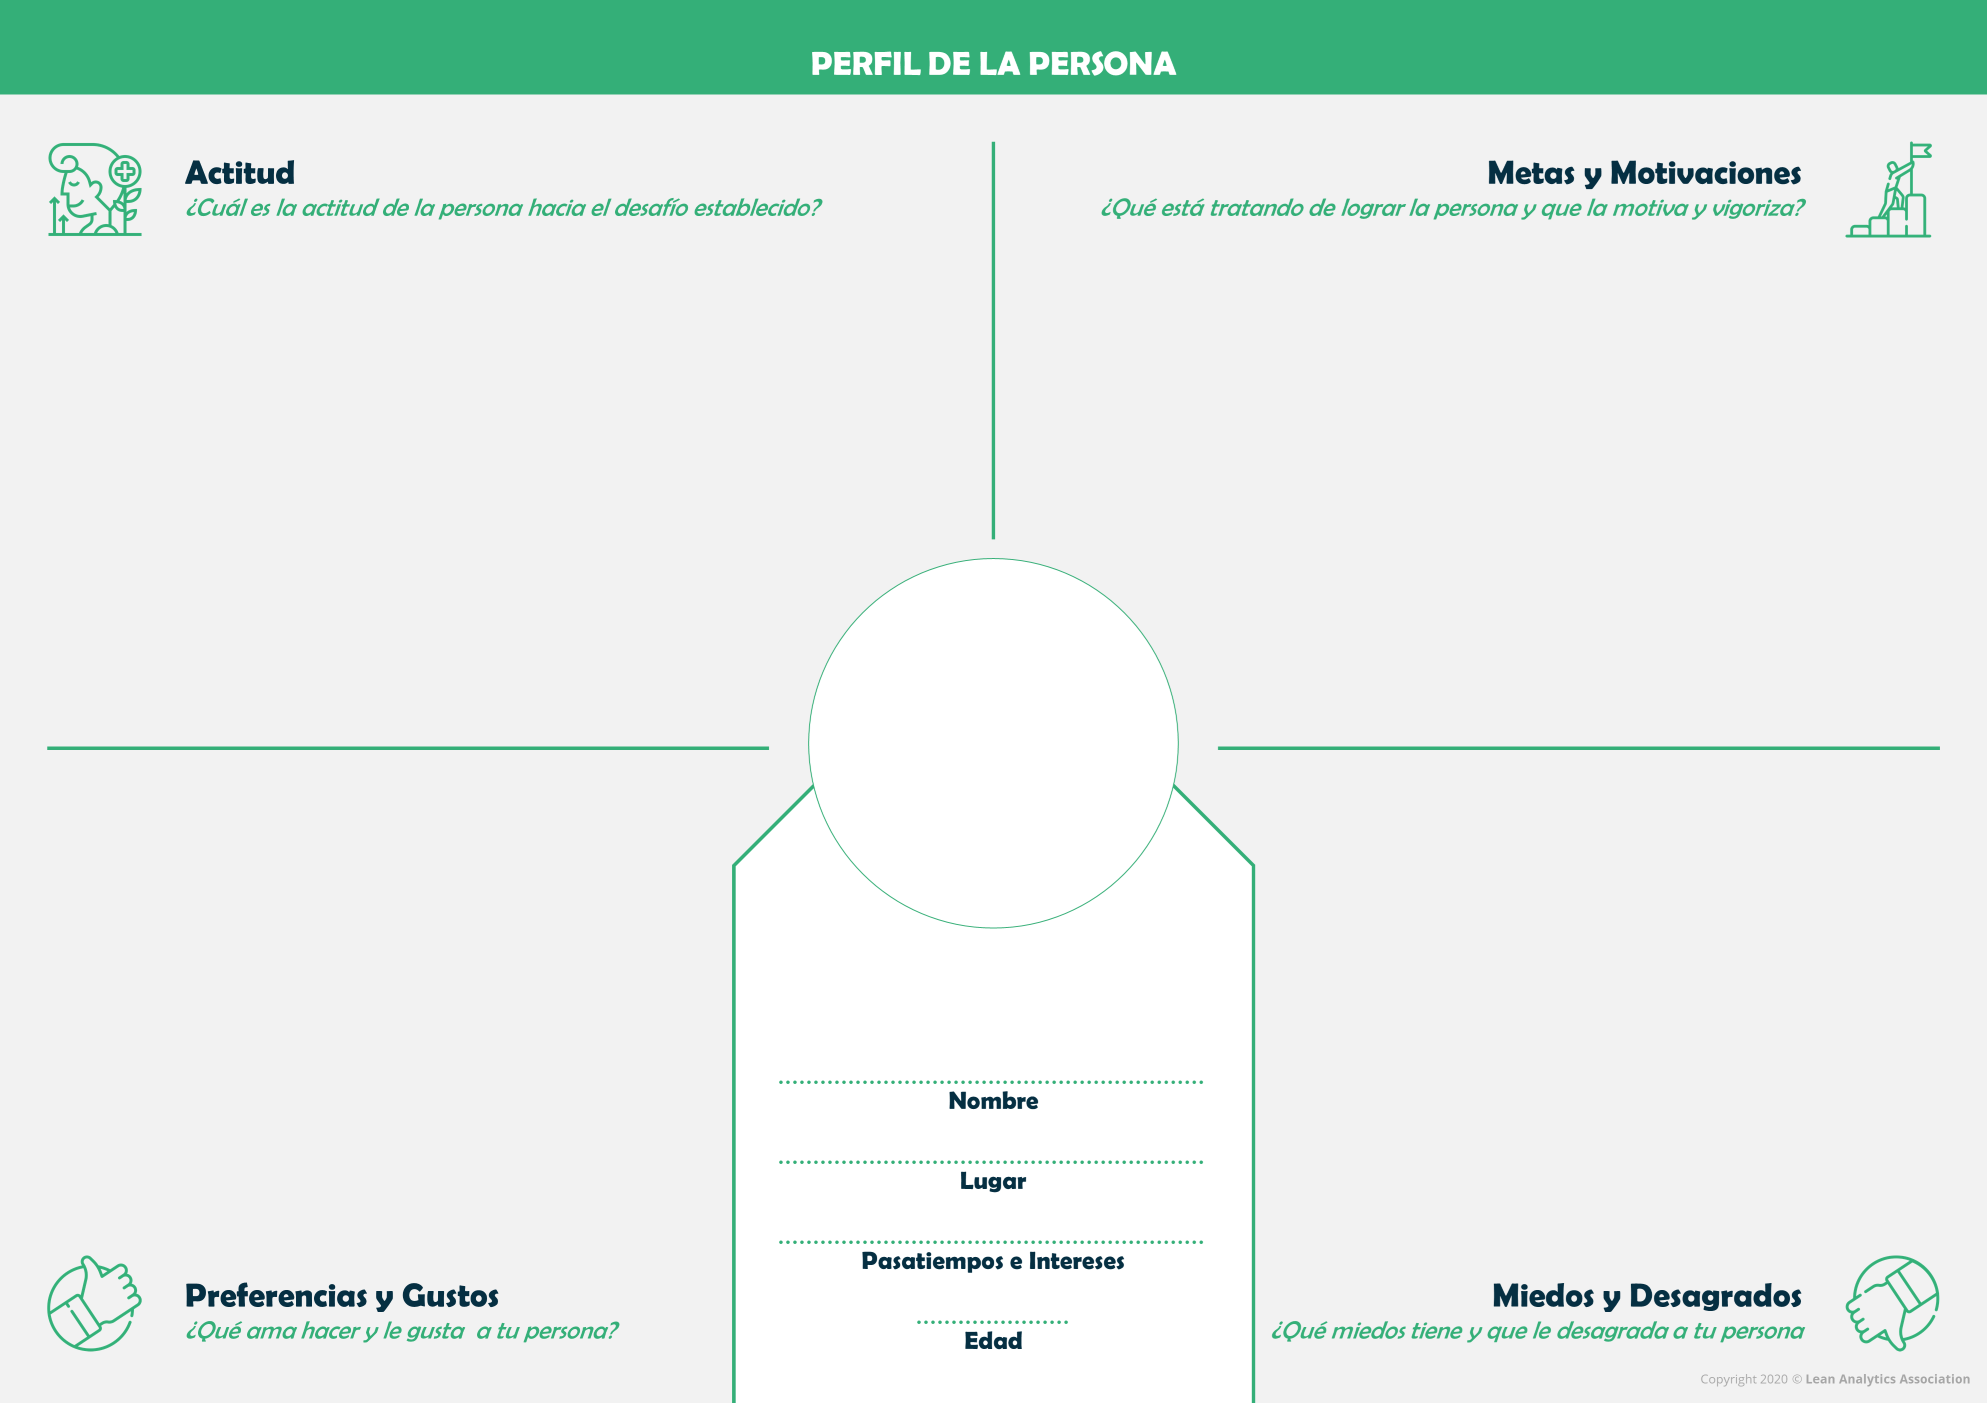 PERFIL DE LA PERSONA
Actitud
¿Cuál es la actitud de la persona hacia el desafío establecido?
Metas y Motivaciones
¿Qué está tratando de lograr la persona y que la motiva y vigoriza?
Nombre
Lugar
Pasatiempos e Intereses
Edad
Preferencias y Gustos
¿Qué ama hacer y le gusta  a tu persona?
Miedos y Desagrados
¿Qué miedos tiene y que le desagrada a tu persona
Copyright 2020 © Lean Analytics Association